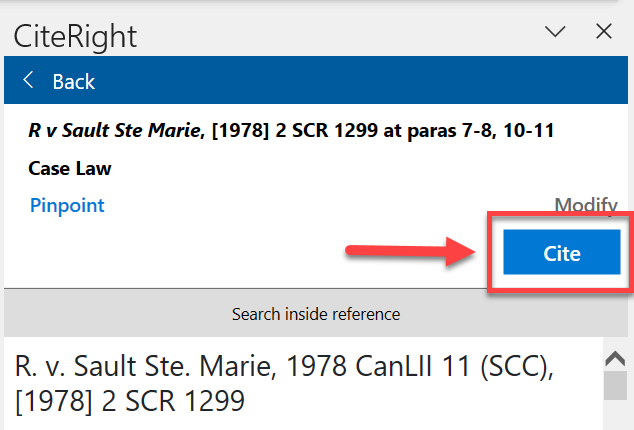 CiteRight
Back
R v Sault Ste Marie, [1978] 2 SCR 1299 at paras 7-8, 10-11
Case Law
Pinpoint
Modify
Cite
Search inside reference
R. v. Sault Ste. Marie, 1978 CanLII 11 (SCC),
[1978] 2 SCR 1299